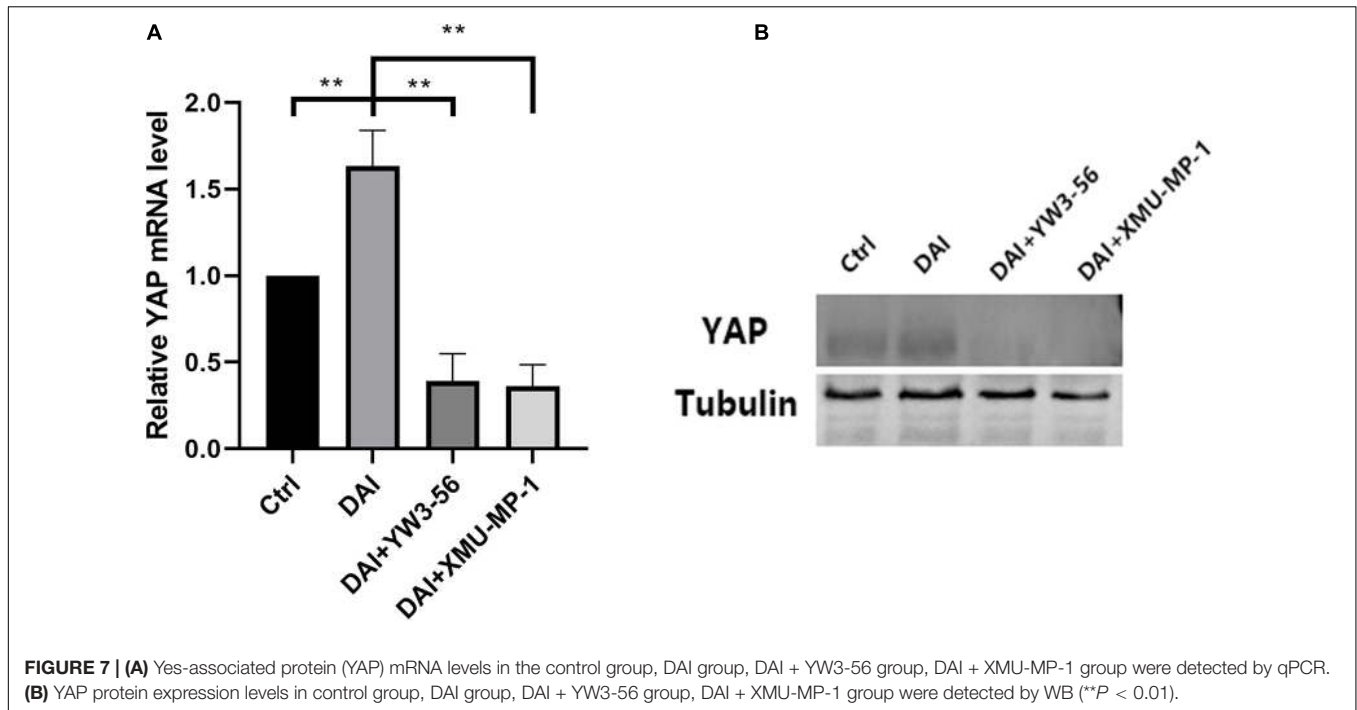 A
B
**
**
**
Relative YAP mRNA level
2.0
1.5
1.0
0.5
0.0
Ctrl
DAI
DAI+YW3-56
DAI+XMU-MP-1
Ctrl
DAI
DAI+YW3-56
DAI+XMU-MP-1
YAP
Tubulin
FIGURE 7 | (A) Yes-associated protein (YAP) mRNA levels in the control group, DAI group, DAI + YW3-56 group, DAI + XMU-MP-1 group were detected by qPCR.
(B) YAP protein expression levels in control group, DAI group, DAI + YW3-56 group, DAI + XMU-MP-1 group were detected by WB (**P < 0.01).